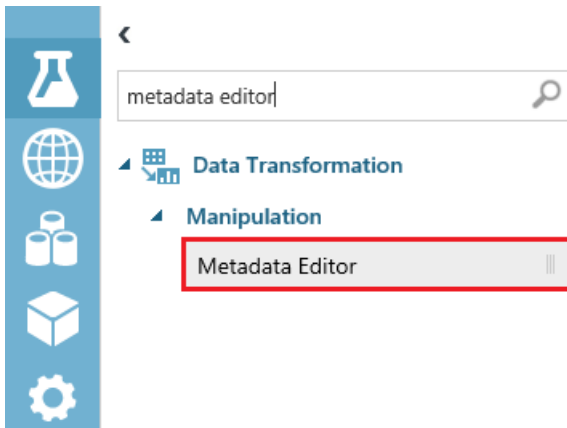 metadata editor
Data Transformation
Manipulation
Metadata Editor